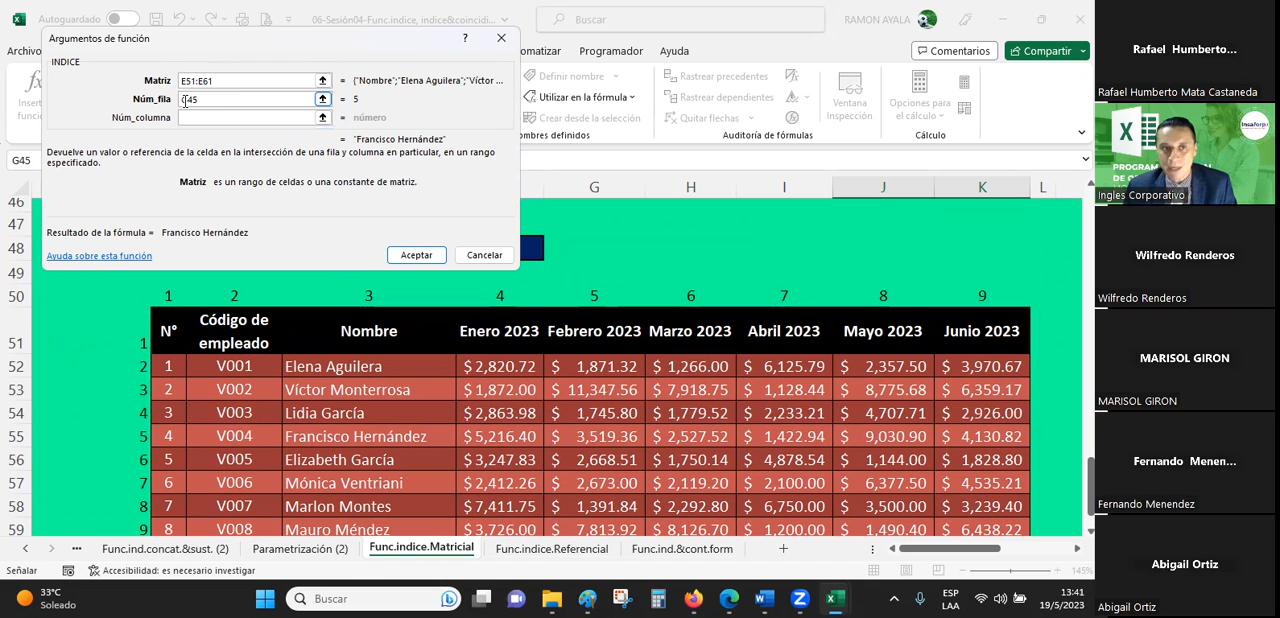 Autoguardado
06-Sesión04-Func.indice, indice&coincidi...
Buscar
RAMON AYALA
Archivo
omatizar
Programador
Ayuda
Comentarios
Compartir
Argumentos de función
?
INDICE
Matriz E51:E61 = {"Nombre";"Elena Aguilera";"Víctor ...
Núm_fila G45 = 5
Núm_columna = número
= "Francisco Hernández"
Devuelve un valor o referencia de la celda en la intersección de una fila y columna en particular, en un rango
especificado.
Matriz es un rango de celdas o una constante de matriz.
Resultado de la fórmula = Francisco Hernández
Ayuda sobre esta función
Aceptar
Cancelar
fx
Insert
funció
Definir nombre
Utilizar en la fórmula
Crear desde la selección
ombres definidos
Rastrear precedentes
Rastrear dependientes
Quitar flechas
Auditoría de fórmulas
Ventana
Inspección
Opciones para
el cálculo
Cálculo
G45
G H I J K L
46
47
48
49
50 1 2 3 4 5 6 7 8 9
51 1 N° Código de empleado Nombre Enero 2023 Febrero 2023 Marzo 2023 Abril 2023 Mayo 2023 Junio 2023
52 2 1 V001 Elena Aguilera $ 2,820.72 $ 1,871.32 $ 1,266.00 $ 6,125.79 $ 2,357.50 $ 3,970.67
53 3 2 V002 Víctor Monterrosa $ 1,872.00 $ 11,347.56 $ 7,918.75 $ 1,128.44 $ 8,775.68 $ 6,359.17
54 4 3 V003 Lidia García $ 2,863.98 $ 1,745.80 $ 1,779.52 $ 2,233.21 $ 4,707.71 $ 2,926.00
55 5 4 V004 Francisco Hernández $ 5,216.40 $ 3,519.36 $ 2,527.52 $ 1,422.94 $ 9,030.90 $ 4,130.82
56 6 5 V005 Elizabeth García $ 3,247.83 $ 2,668.51 $ 1,750.14 $ 4,878.54 $ 1,144.00 $ 1,828.80
57 7 6 V006 Mónica Ventriani $ 2,412.26 $ 2,673.00 $ 2,119.20 $ 2,100.00 $ 6,377.50 $ 4,535.21
58 8 7 V007 Marlon Montes $ 7,411.75 $ 1,391.84 $ 2,292.80 $ 6,750.00 $ 3,500.00 $ 3,239.40
59 9 8 V008 Mauro Méndez $ 3,726.00 $ 7,813.92 $ 8,126.70 $ 1,200.00 $ 1,490.40 $ 6,438.22
Func.ind.concat.&sust. (2)
Parametrización (2)
Func.indice.Matricial
Func.indice.Referencial
Func.ind.&cont.form
Señalar
Accesibilidad: es necesario investigar
145%
33°C
Soleado
Buscar
ESP
LAA
13:41
19/5/2023
Rafael Humberto...
Rafael Humberto Mata Castaneda
Insaforp
PROGRAM
DE C
Ingles Corporativo
Wilfredo Renderos
Wilfredo Renderos
MARISOL GIRON
MARISOL GIRON
Fernando Menen...
Fernando Menendez
Abigail Ortiz
Abigail Ortiz